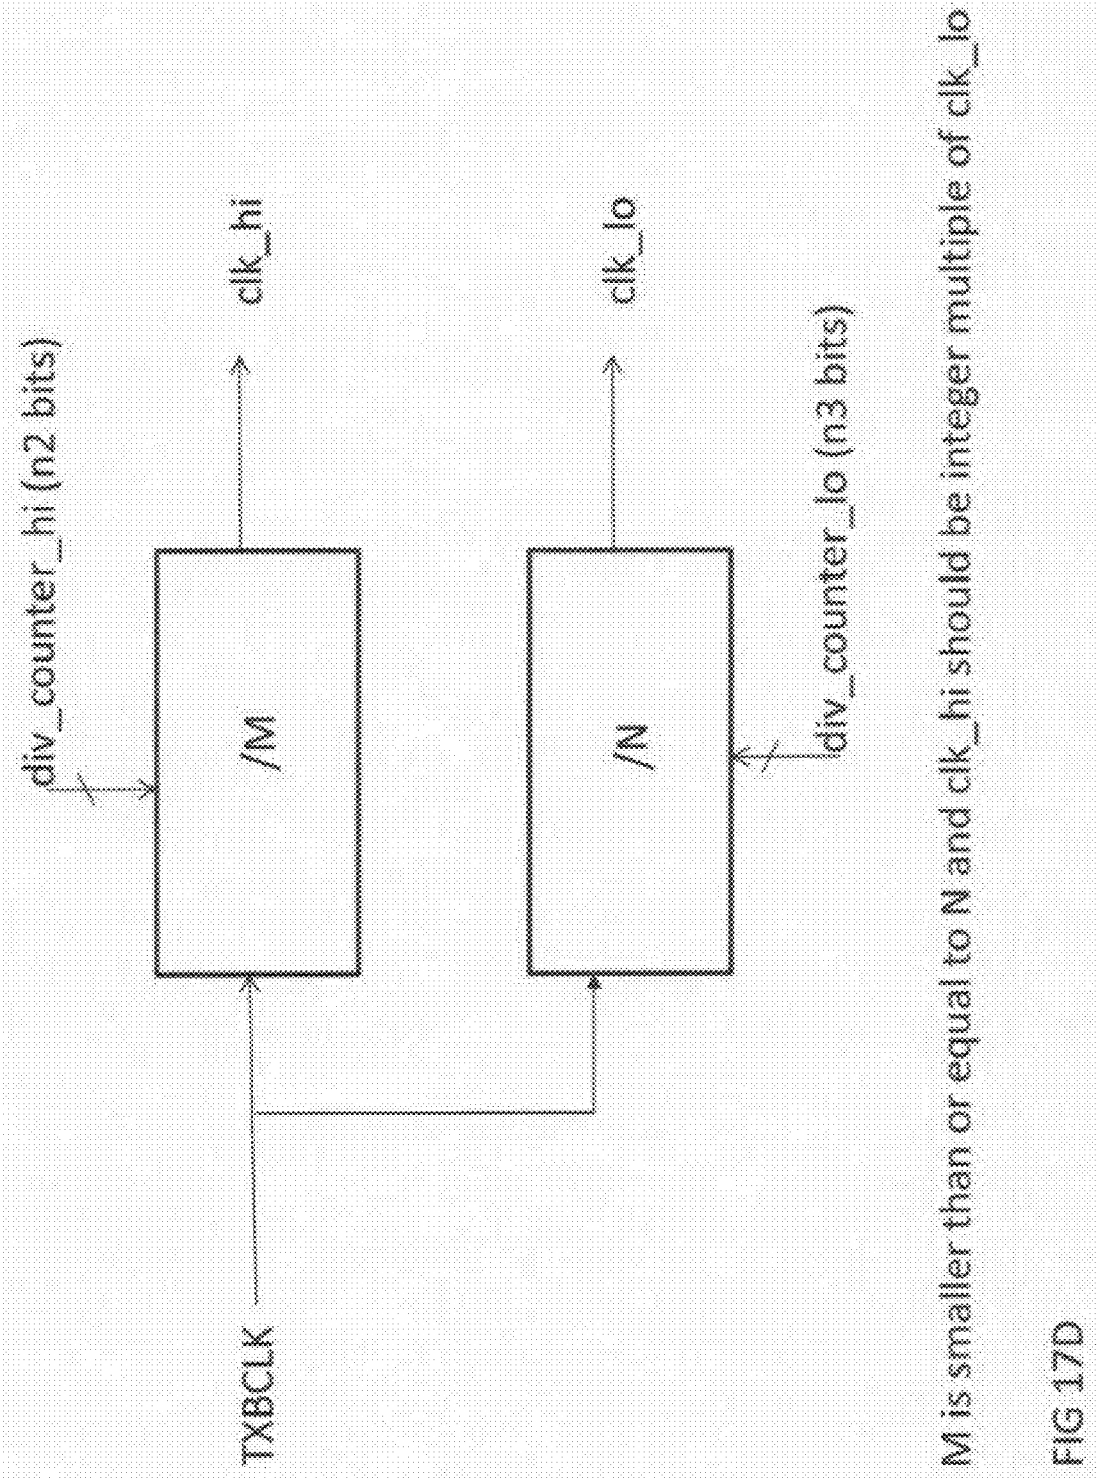 div_counter_hi (n2 bits)
TXBCLK
/M
clk_hi
/N
clk_lo
div_counter_lo (n3 bits)
M is smaller than or equal to N and clk_hi should be integer multiple of clk_lo
FIG 17D